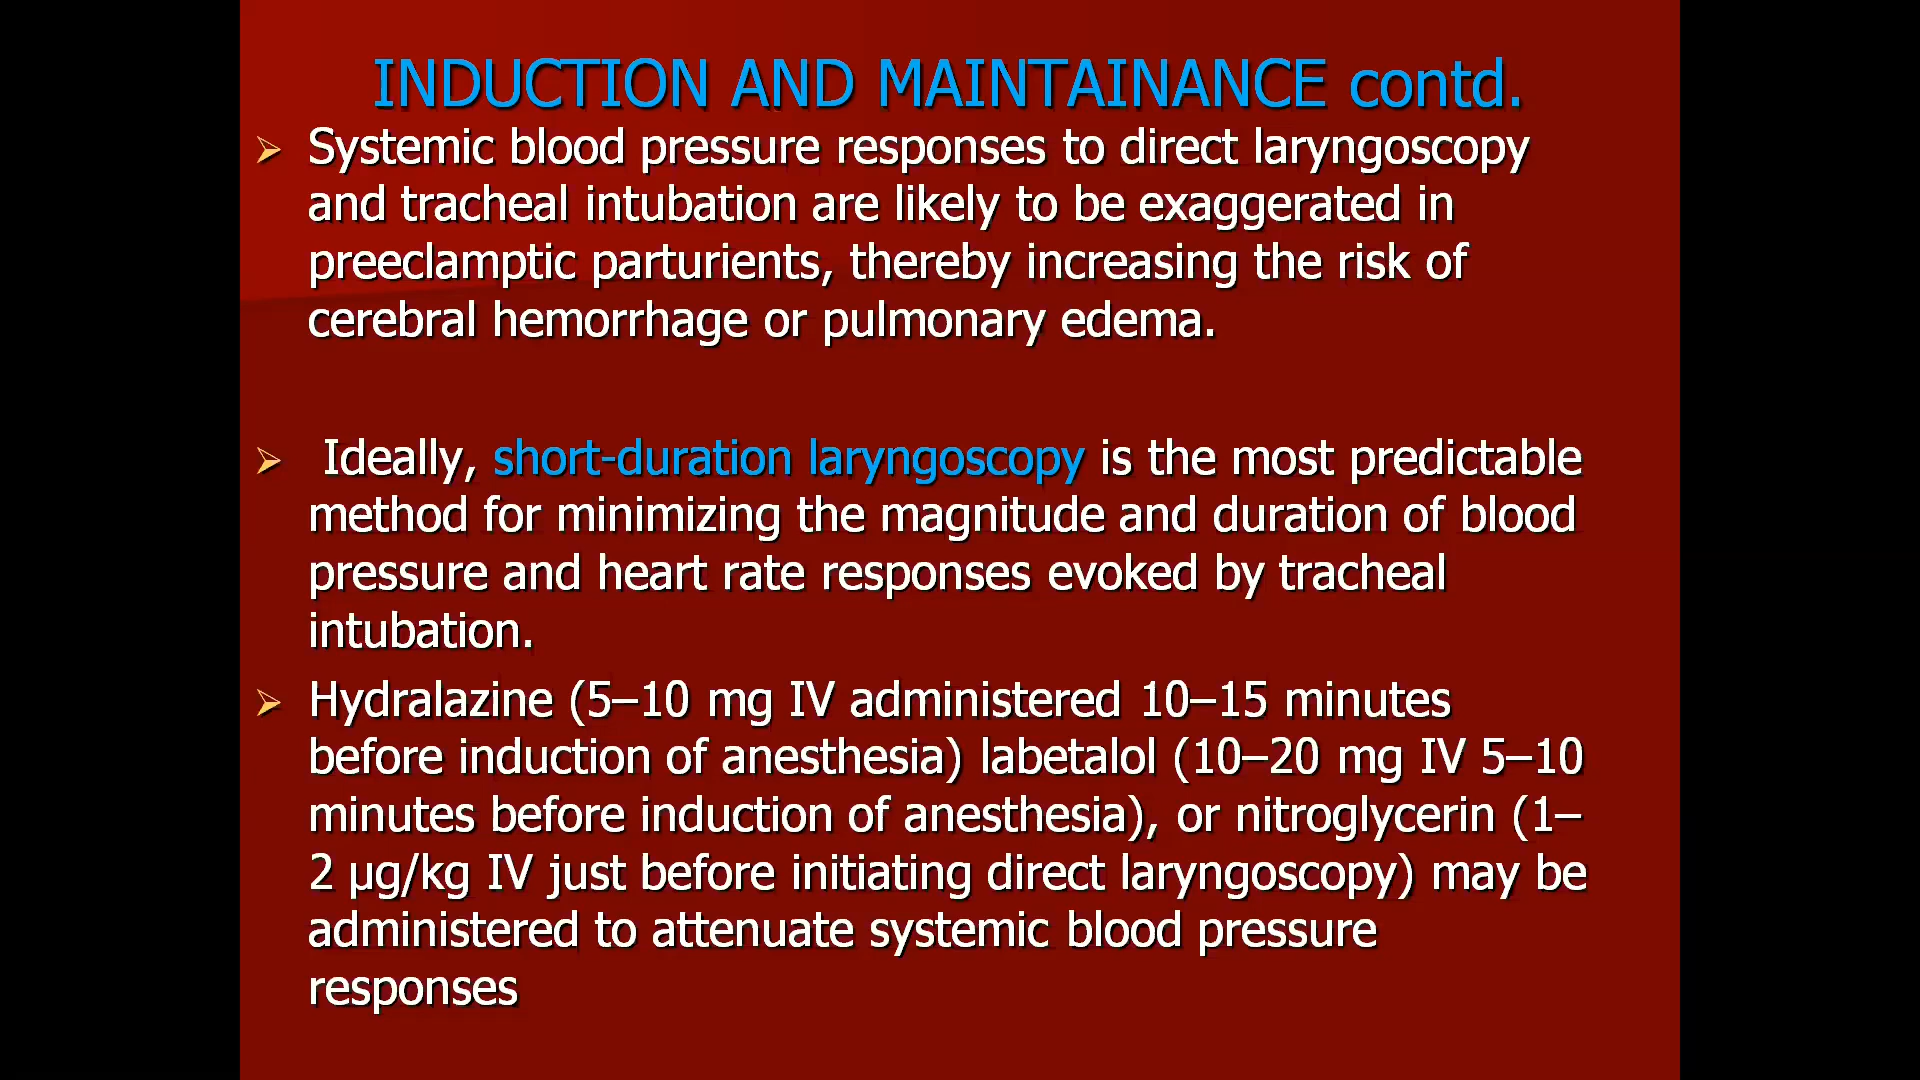 INDUCTION AND MAINTAINANCE contd.
Systemic blood pressure responses to direct laryngoscopy
and tracheal intubation are likely to be exaggerated in
preeclamptic parturients, thereby increasing the risk of
cerebral hemorrhage or pulmonary edema.
Ideally, short-duration laryngoscopy is the most predictable
method for minimizing the magnitude and duration of blood
pressure and heart rate responses evoked by tracheal
intubation.
Hydralazine (5–10 mg IV administered 10–15 minutes
before induction of anesthesia) labetalol (10–20 mg IV 5–10
minutes before induction of anesthesia), or nitroglycerin (1–
2 µg/kg IV just before initiating direct laryngoscopy) may be
administered to attenuate systemic blood pressure
responses